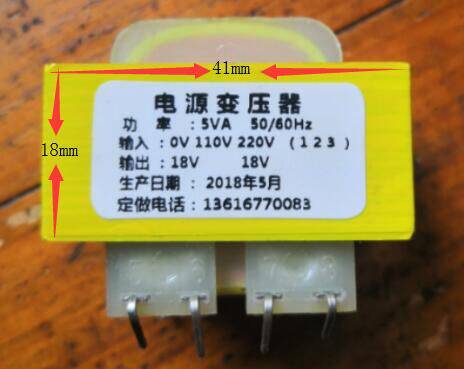 41mm
18mm
电源变压器
功 率 :5VA 50/60Hz
输入:0V 110V 220V (1 2 3)
输出:18V 18V
生产日期:2018年5月
定做电话:13616770083